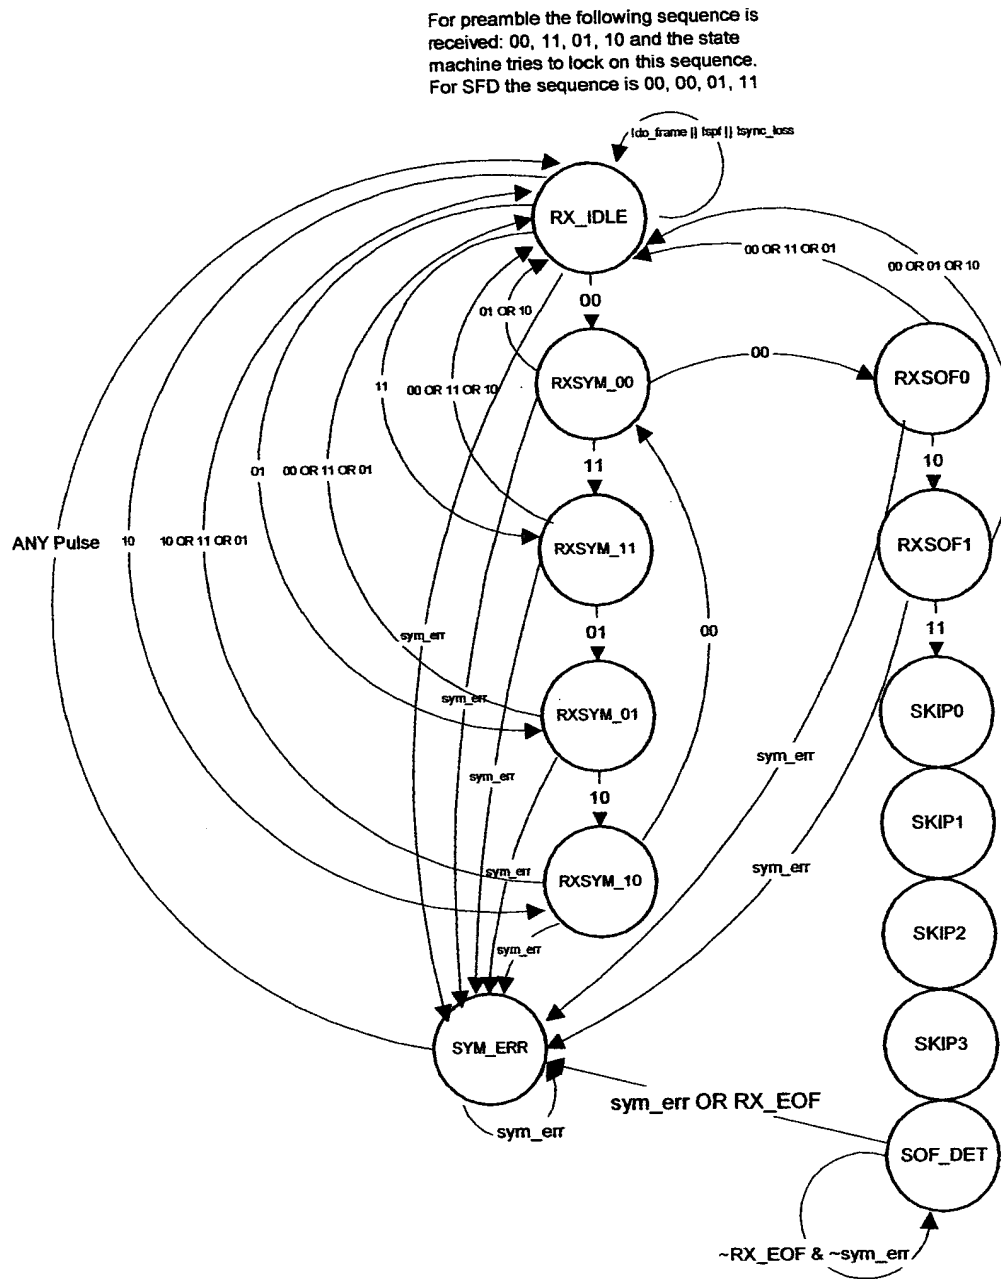 For preamble the following sequence is
received: 00, 11, 01, 10 and the state
machine tries to lock on this sequence.
For SFD the sequence is 00, 00, 01, 11
!do_frame || !spf || !sync_loss
RX_IDLE
00 OR 11 OR 01
00 OR 01 OR 10
00
01 OR 10
00
RXSYM_00
RXSOF0
11
00 OR 11 OR 10
11
10
01
00 OR 11 OR 01
ANY Pulse
10
10 OR 11 OR 01
RXSYM_11
RXSOF1
01
00
11
sym_err
sym_err
RXSYM_01
SKIP0
sym_err
sym_err
10
SKIP1
sym_err
RXSYM_10
sym_err
sym_err
SKIP2
SYM_ERR
SKIP3
sym_err OR RX_EOF
sym_err
SOF_DET
~RX_EOF & ~sym_err